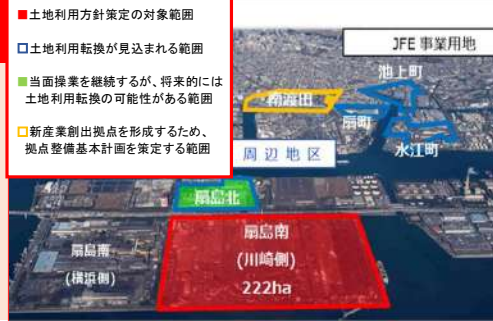 ■土地利用方針策定の対象範囲
□土地利用転換が見込まれる範囲
■当面操業を継続するが、将来的には
土地利用転換の可能性がある範囲
□新産業創出拠点を形成するため、
拠点整備基本計画を策定する範囲
JFE 事業用地
池上町
南渡田
扇町
水江町
周辺地区
扇島北
扇島南
(横浜側)
扇島南
(川崎側)
222ha